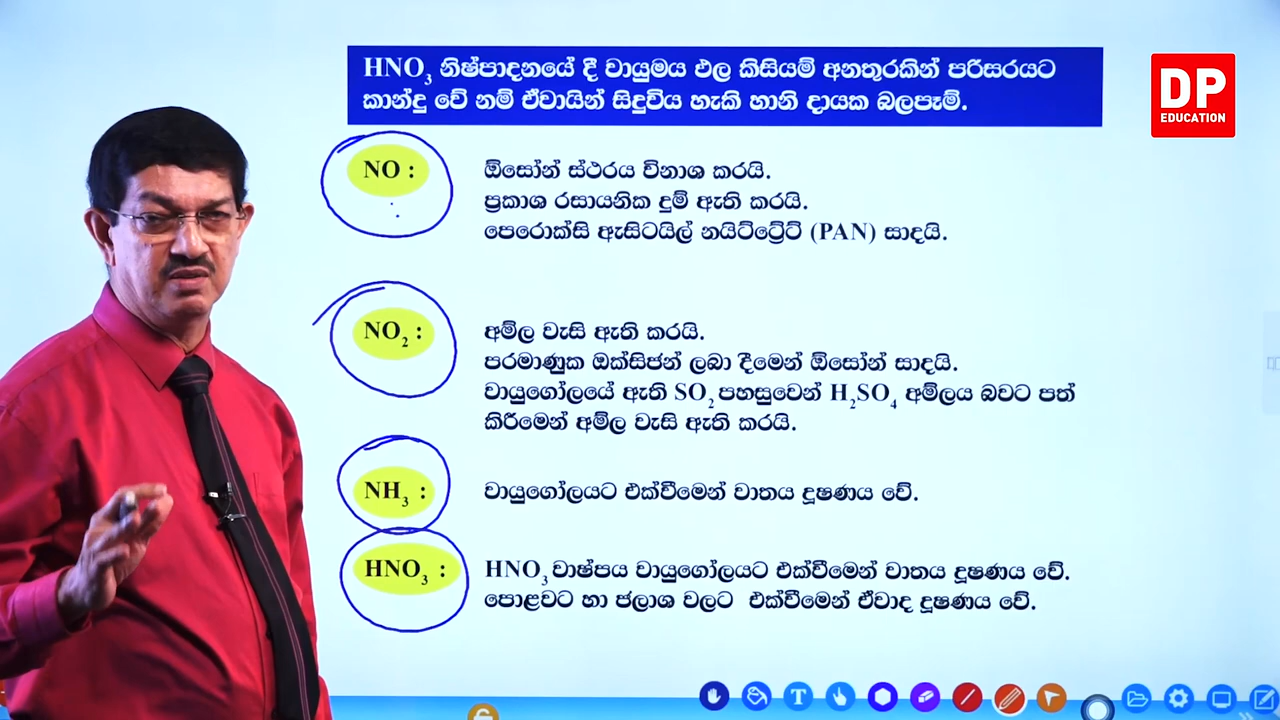 HNO₃ නිෂ්පාදනයේ දී වායුමය ඵල කිසියම් අනතුරකින් පරිසරයට
කාන්දු වේ නම් ඒවායින් සිදුවිය හැකි හානි දායක බලපෑම්.
DP
EDUCATION
NO : ඕසෝන් ස්ථරය විනාශ කරයි.
ප්‍රකාශ රසායනික දුම් ඇති කරයි.
පෙරොක්සි ඇසිටයිල් නයිට්ට්‍රේට් (PAN) සාදයි.
NO₂ : අම්ල වැසි ඇති කරයි.
පරමාණුක ඔක්සිජන් ලබා දීමෙන් ඕසෝන් සාදයි.
වායුගෝලයේ ඇති SO₂ පහසුවෙන් H₂SO₄ අම්ලය බවට පත්
කිරීමෙන් අම්ල වැසි ඇති කරයි.
NH₃ : වායුගෝලයට එක්වීමෙන් වාතය දූෂණය වේ.
HNO₃ : HNO₃ වාෂ්පය වායුගෝලයට එක්වීමෙන් වාතය දූෂණය වේ.
පොළවට හා ජලාශ වලට එක්වීමෙන් ඒවාද දූෂණය වේ.